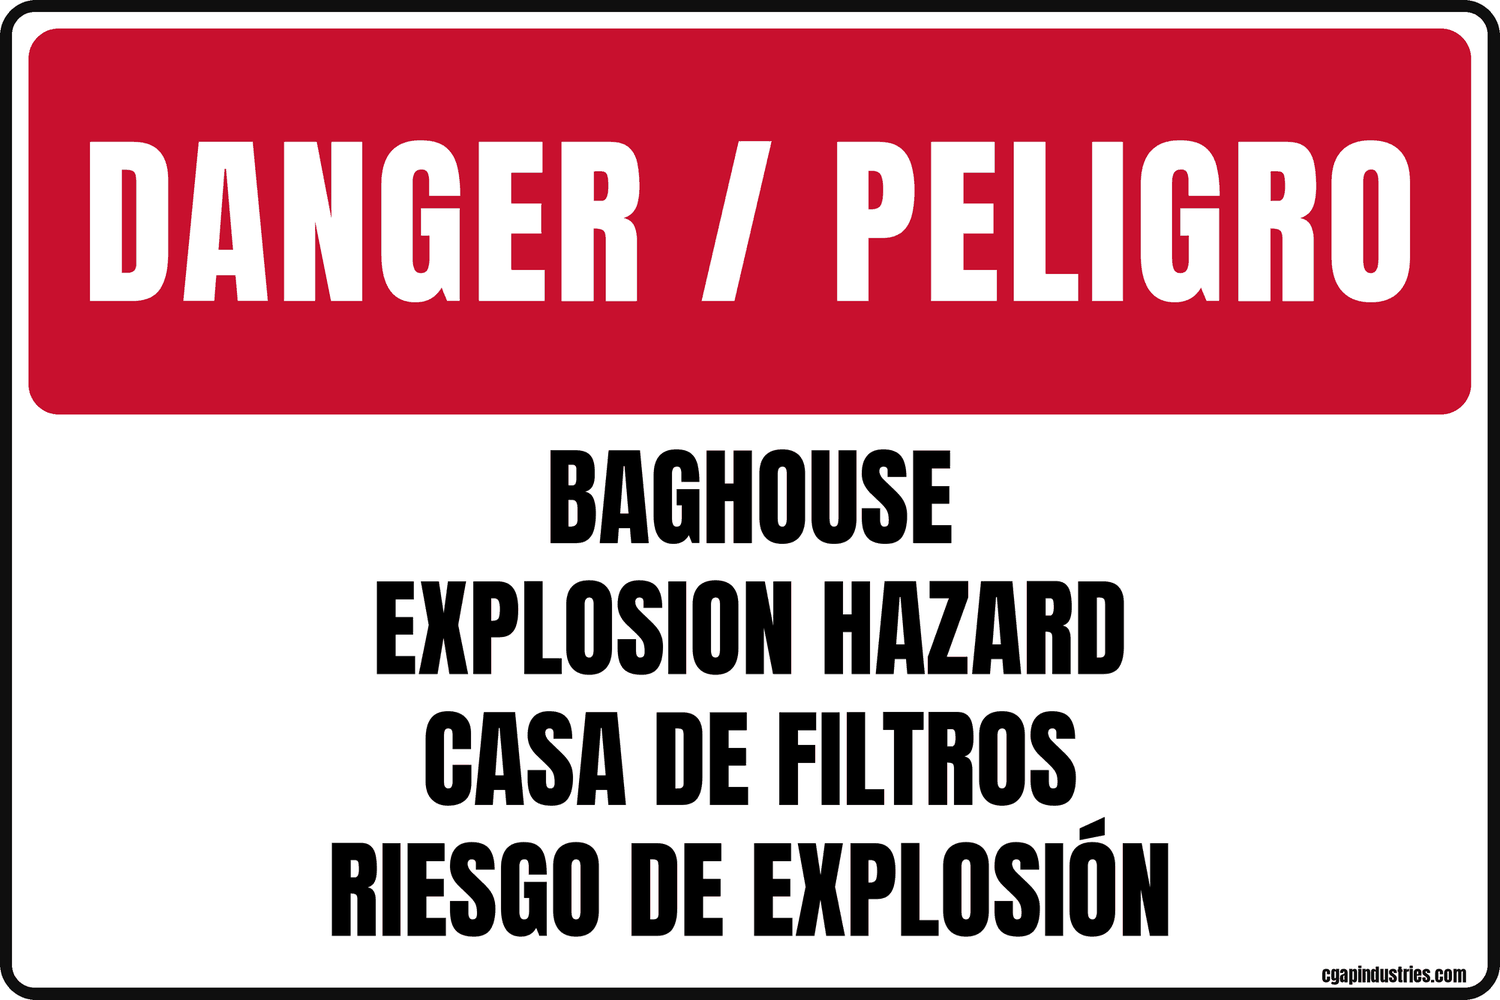 DANGER / PELIGRO
BAGHOUSE
EXPLOSION HAZARD
CASA DE FILTROS
RIESGO DE EXPLOSIÓN
cgapindustries.com